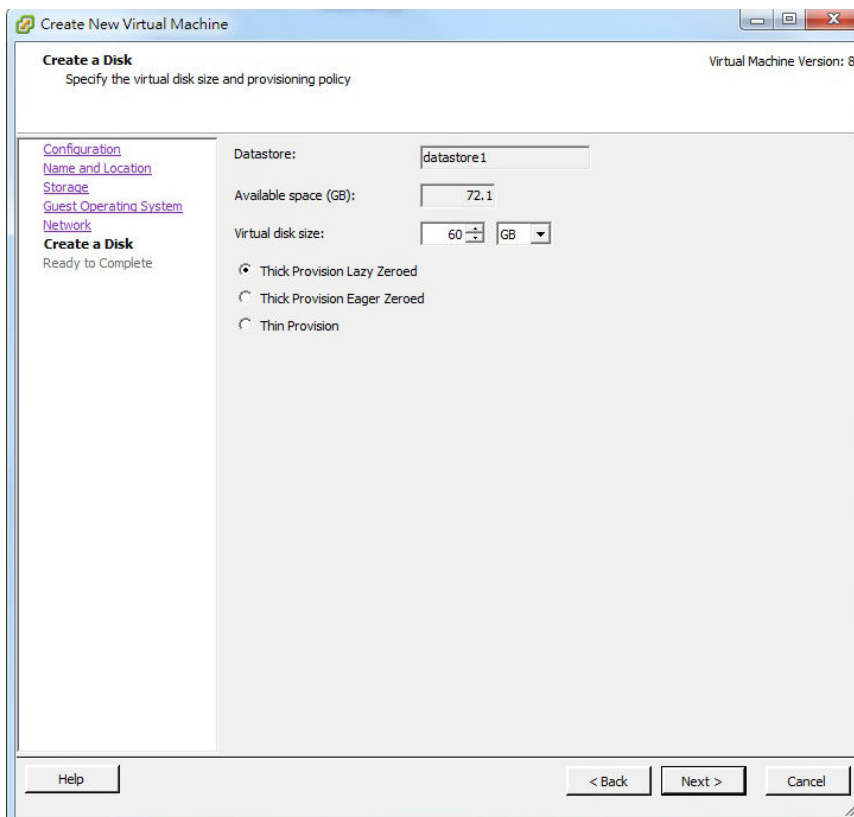 Create New Virtual Machine
Create a Disk
Specify the virtual disk size and provisioning policy
Virtual Machine Version: 8
Configuration
Name and Location
Storage
Guest Operating System
Network
Create a Disk
Ready to Complete
Datastore: datastore1
Available space (GB): 72.1
Virtual disk size: 60 GB
Thick Provision Lazy Zeroed
Thick Provision Eager Zeroed
Thin Provision
Help
< Back
Next >
Cancel